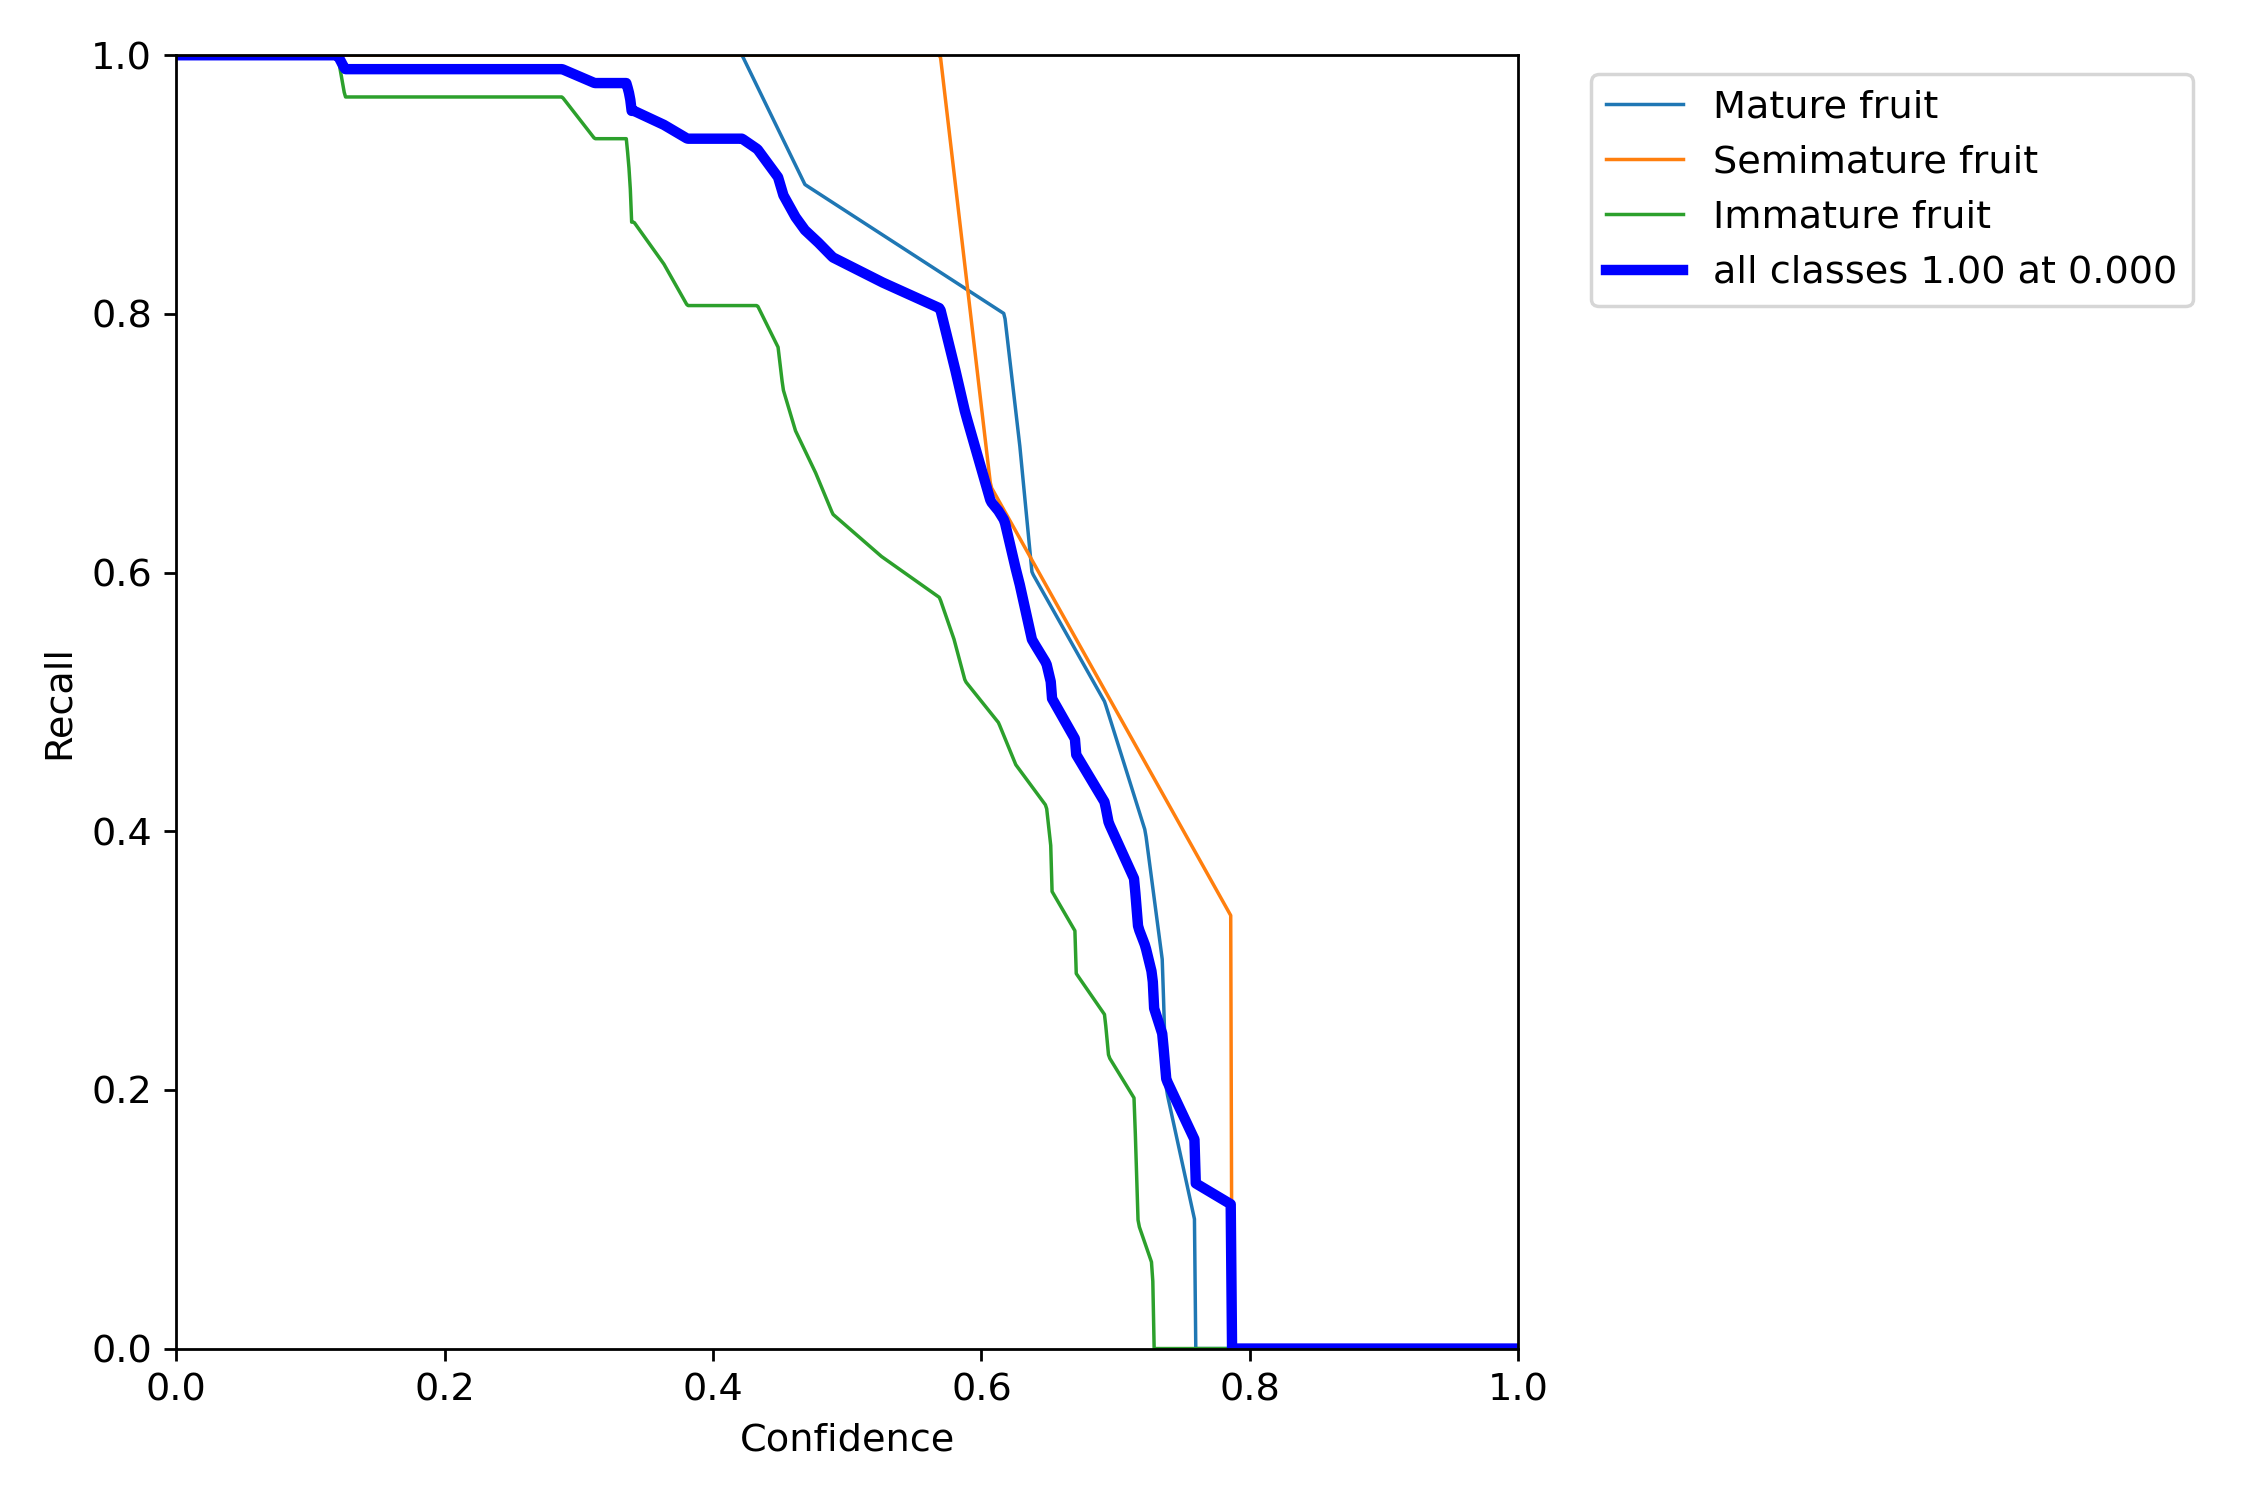 1.0
0.8
0.6
0.4
0.2
0.0
Recall
0.0 0.2 0.4 0.6 0.8 1.0
Confidence
Mature fruit
Semimature fruit
Immature fruit
all classes 1.00 at 0.000